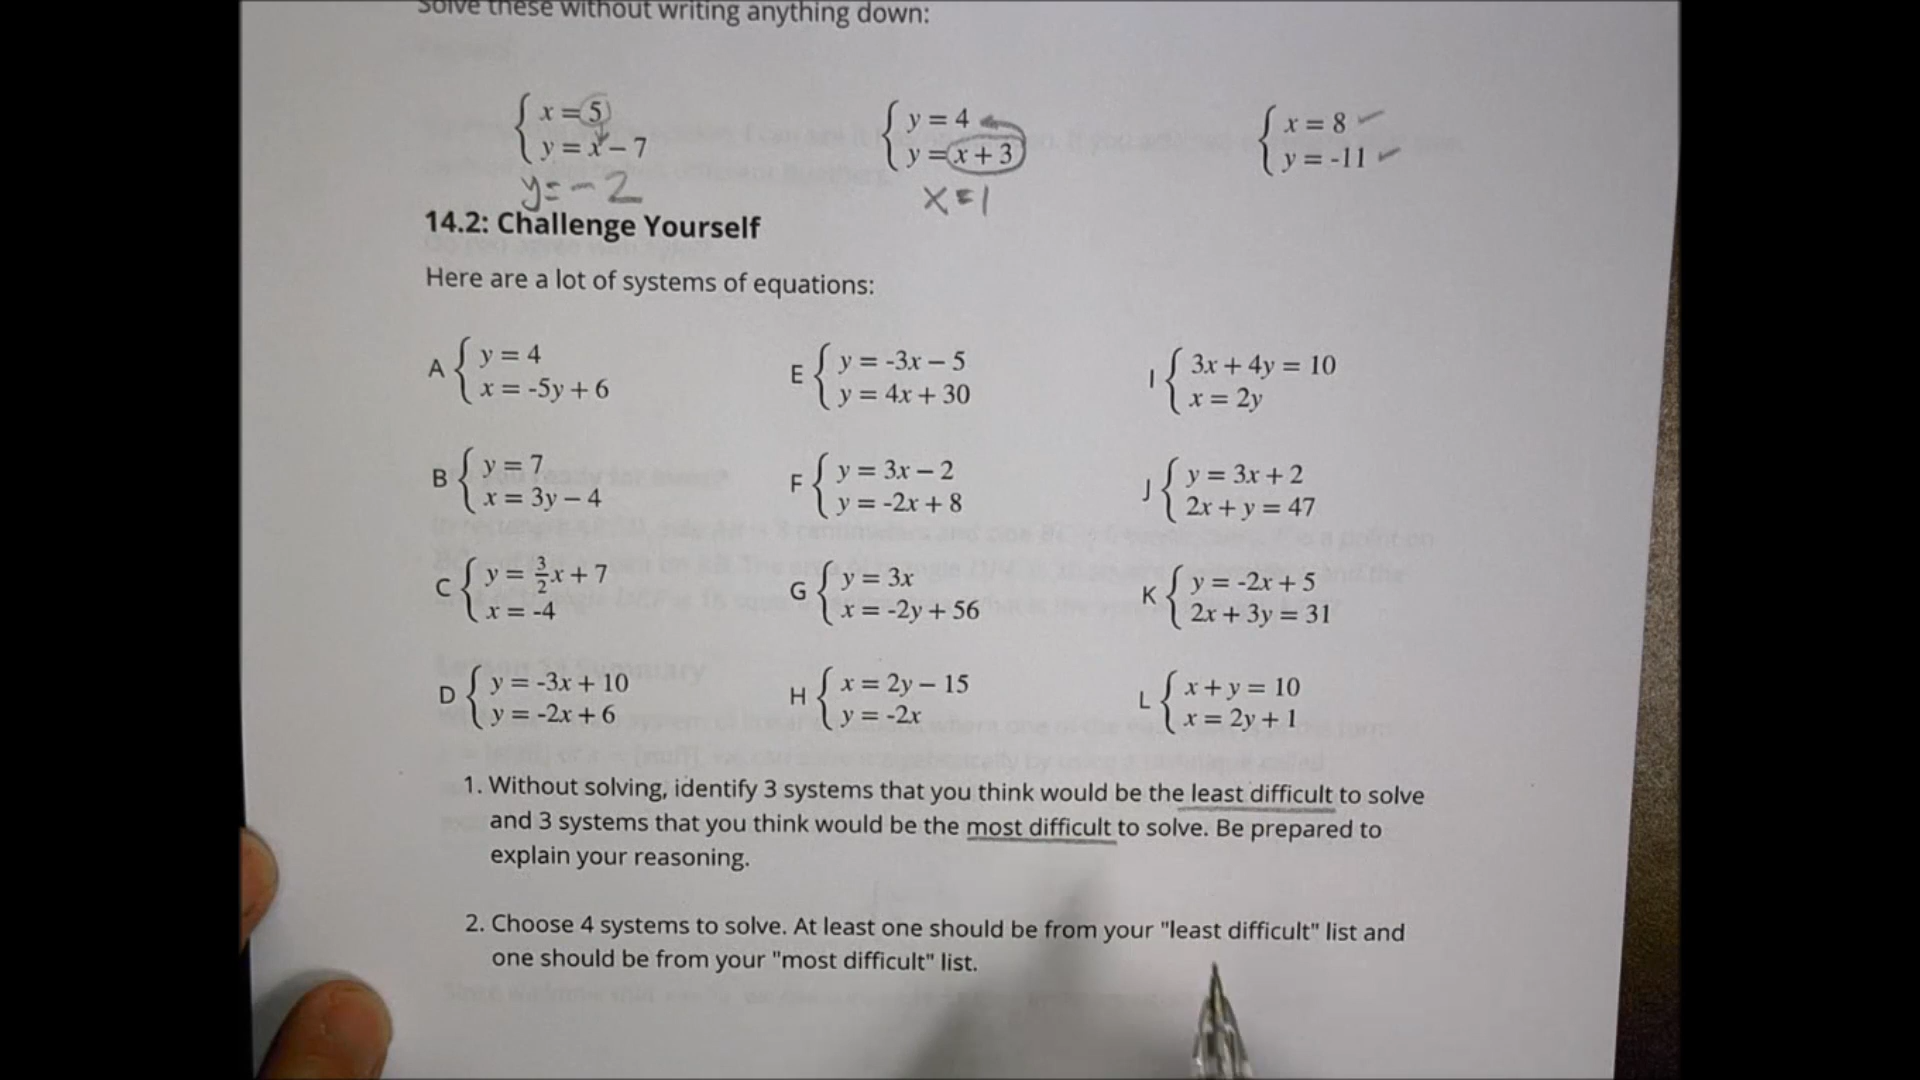 Solve these without writing anything down:
{ x = 5
y = x – 7
y = -2
{ y = 4
y = x + 3
x = 1
{ x = 8
y = -11
14.2: Challenge Yourself
Here are a lot of systems of equations:
A { y = 4
x = -5y + 6
E { y = -3x – 5
y = 4x + 30
I { 3x + 4y = 10
x = 2y
B { y = 7
x = 3y – 4
F { y = 3x – 2
y = -2x + 8
J { y = 3x + 2
2x + y = 47
C { y = 3/2x + 7
x = -4
G { y = 3x
x = -2y + 56
K { y = -2x + 5
2x + 3y = 31
D { y = -3x + 10
y = -2x + 6
H { x = 2y – 15
y = -2x
L { x + y = 10
x = 2y + 1
1. Without solving, identify 3 systems that you think would be the least difficult to solve
and 3 systems that you think would be the most difficult to solve. Be prepared to
explain your reasoning.
2. Choose 4 systems to solve. At least one should be from your "least difficult" list and
one should be from your "most difficult" list.